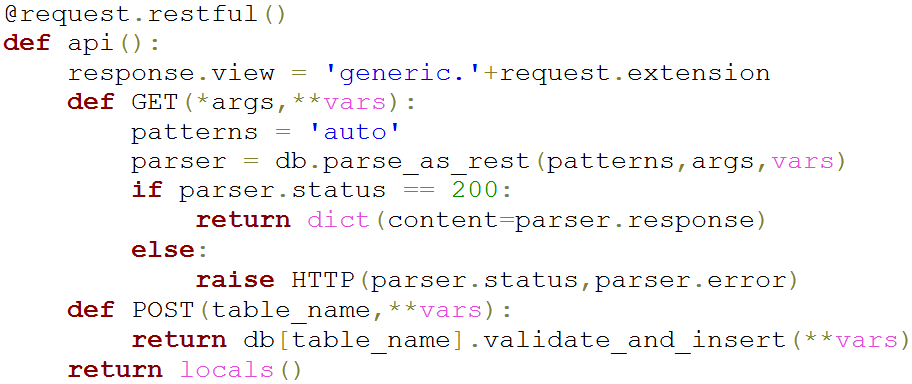 @request.restful()
def api():
    response.view = 'generic.'+request.extension
    def GET(*args,**vars):
        patterns = 'auto'
        parser = db.parse_as_rest(patterns,args,vars)
        if parser.status == 200:
            return dict(content=parser.response)
        else:
            raise HTTP(parser.status,parser.error)
    def POST(table_name,**vars):
        return db[table_name].validate_and_insert(**vars)
    return locals()